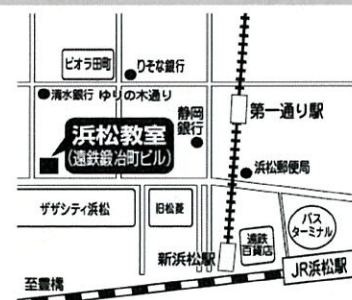 ビオラ田町
りそな銀行
清水銀行
ゆりの木通り
静岡
銀行
第一通り駅
浜松教室
(遠鉄鍛冶町ビル)
浜松郵便局
ザザシティ浜松
旧松菱
バス
ターミナル
遠鉄
百貨店
新浜松駅
JR浜松駅
至豊橋